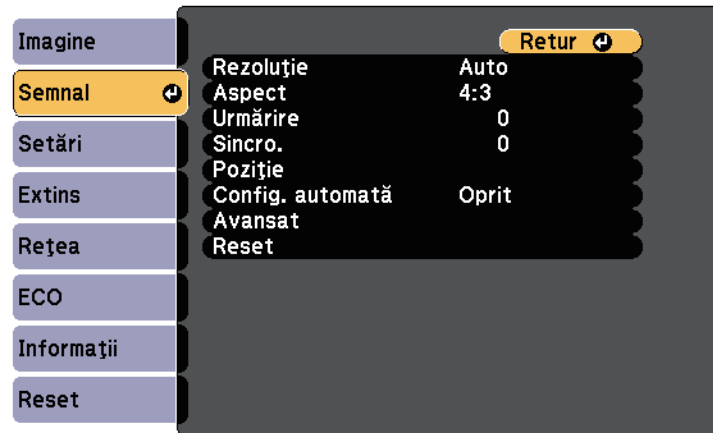 Imagine
Semnal
Setări
Extins
Reţea
ECO
Informaţii
Reset
Retur
Rezoluţie Auto
Aspect 4:3
Urmărire 0
Sincro. 0
Poziţie
Config. automată Oprit
Avansat
Reset